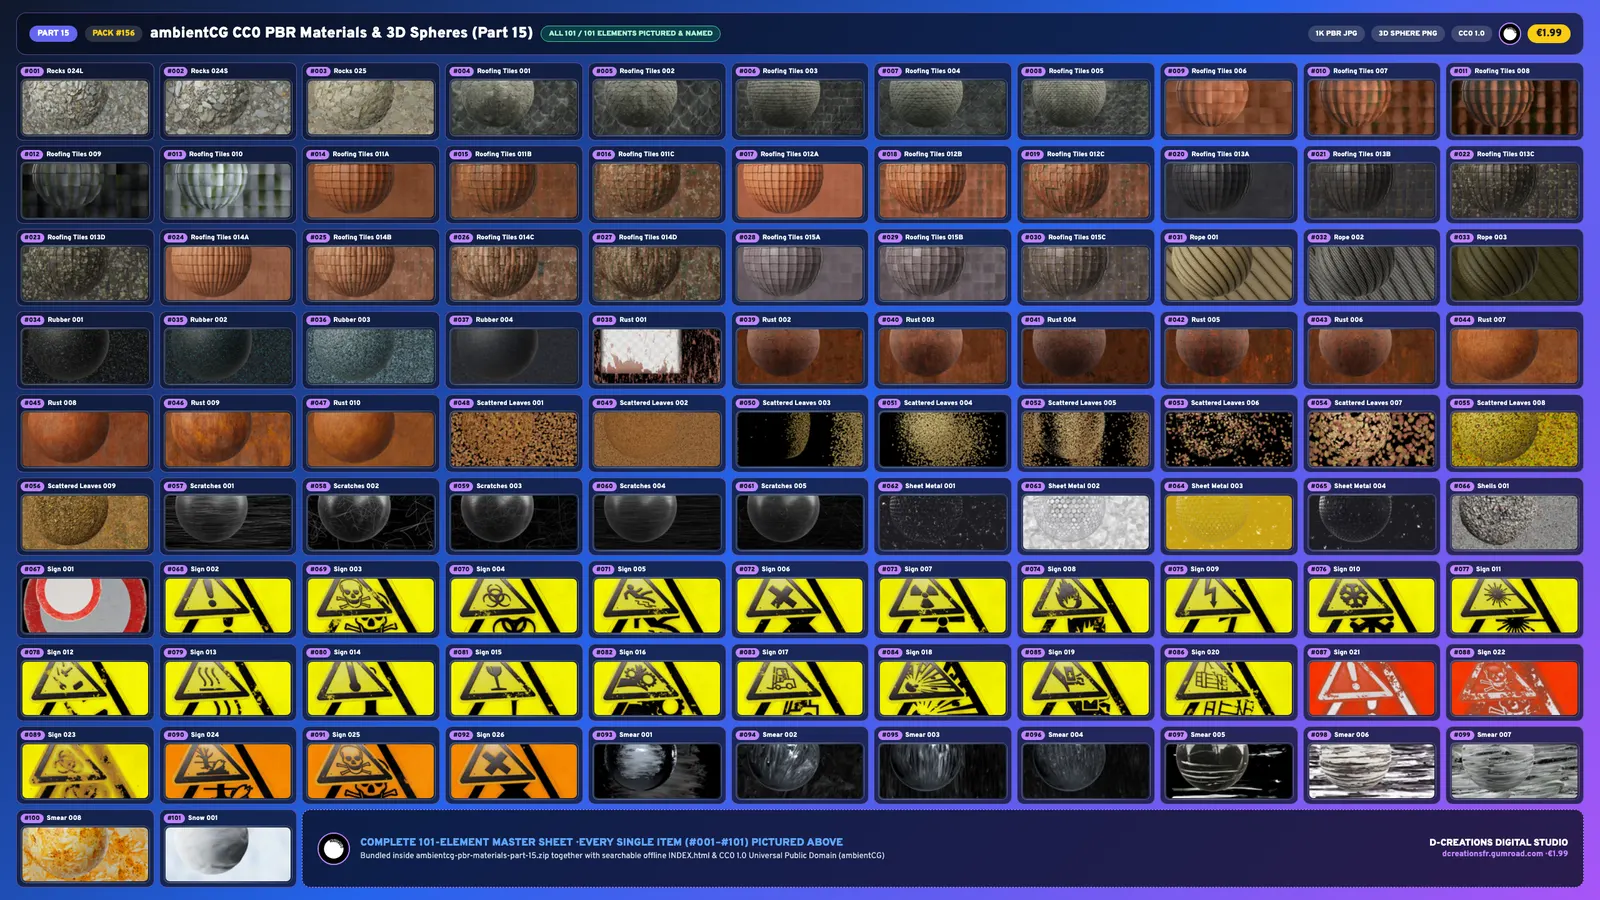 PART 15 PACK #156 ambientCG CC0 PBR Materials & 3D Spheres (Part 15) ALL 101 / 101 ELEMENTS PICTURED & NAMED 1K PBR JPG 3D SPHERE PNG CC0 1.0 €1.99
#001 Rocks 024L #002 Rocks 024S #003 Rocks 025 #004 Roofing Tiles 001 #005 Roofing Tiles 002 #006 Roofing Tiles 003 #007 Roofing Tiles 004 #008 Roofing Tiles 005 #009 Roofing Tiles 006 #010 Roofing Tiles 007 #011 Roofing Tiles 008
#012 Roofing Tiles 009 #013 Roofing Tiles 010 #014 Roofing Tiles 011A #015 Roofing Tiles 011B #016 Roofing Tiles 011C #017 Roofing Tiles 012A #018 Roofing Tiles 012B #019 Roofing Tiles 012C #020 Roofing Tiles 013A #021 Roofing Tiles 013B #022 Roofing Tiles 013C
#023 Roofing Tiles 013D #024 Roofing Tiles 014A #025 Roofing Tiles 014B #026 Roofing Tiles 014C #027 Roofing Tiles 014D #028 Roofing Tiles 015A #029 Roofing Tiles 015B #030 Roofing Tiles 015C #031 Rope 001 #032 Rope 002 #033 Rope 003
#034 Rubber 001 #035 Rubber 002 #036 Rubber 003 #037 Rubber 004 #038 Rust 001 #039 Rust 002 #040 Rust 003 #041 Rust 004 #042 Rust 005 #043 Rust 006 #044 Rust 007
#045 Rust 008 #046 Rust 009 #047 Rust 010 #048 Scattered Leaves 001 #049 Scattered Leaves 002 #050 Scattered Leaves 003 #051 Scattered Leaves 004 #052 Scattered Leaves 005 #053 Scattered Leaves 006 #054 Scattered Leaves 007 #055 Scattered Leaves 008
#056 Scattered Leaves 009 #057 Scratches 001 #058 Scratches 002 #059 Scratches 003 #060 Scratches 004 #061 Scratches 005 #062 Sheet Metal 001 #063 Sheet Metal 002 #064 Sheet Metal 003 #065 Sheet Metal 004 #066 Shells 001
#067 Sign 001 #068 Sign 002 #069 Sign 003 #070 Sign 004 #071 Sign 005 #072 Sign 006 #073 Sign 007 #074 Sign 008 #075 Sign 009 #076 Sign 010 #077 Sign 011
#078 Sign 012 #079 Sign 013 #080 Sign 014 #081 Sign 015 #082 Sign 016 #083 Sign 017 #084 Sign 018 #085 Sign 019 #086 Sign 020 #087 Sign 021 #088 Sign 022
#089 Sign 023 #090 Sign 024 #091 Sign 025 #092 Sign 026 #093 Smear 001 #094 Smear 002 #095 Smear 003 #096 Smear 004 #097 Smear 005 #098 Smear 006 #099 Smear 007
#100 Smear 008 #101 Snow 001
COMPLETE 101-ELEMENT MASTER SHEET · EVERY SINGLE ITEM (#001–#101) PICTURED ABOVE
Bundled inside ambientcg-pbr-materials-part-15.zip together with searchable offline INDEX.html & CC0 1.0 Universal Public Domain (ambientCG)
D-CREATIONS DIGITAL STUDIO
dcreationsfr.gumroad.com · €1.99